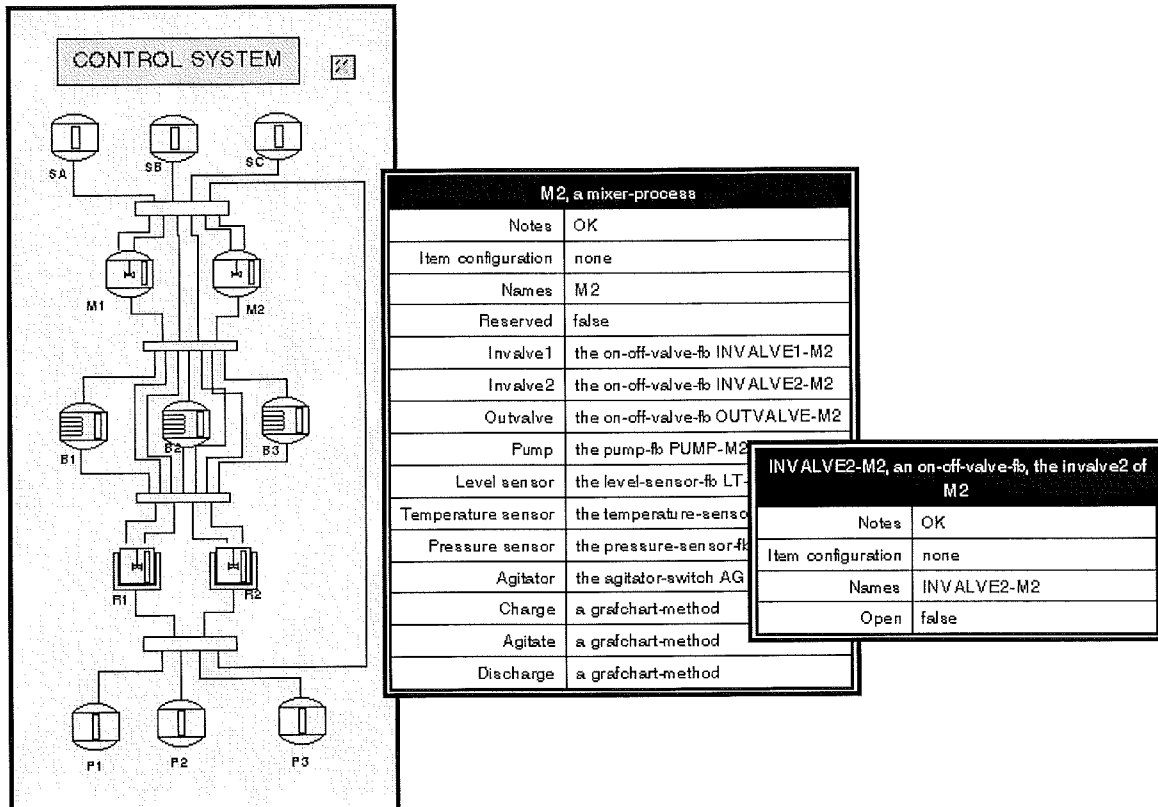 CONTROL SYSTEM
SA
SB
SC
M1
M2
B1
B2
B3
R1
R2
P1
P2
P3
M2, a mixer-process
Notes OK
Item configuration none
Names M2
Reserved false
Invalve1 the on-off-valve-fb INVALVE1-M2
Invalve2 the on-off-valve-fb INVALVE2-M2
Outvalve the on-off-valve-fb OUTVALVE-M2
Pump the pump-fb PUMP-M2
Level sensor the level-sensor-fb LT-
Temperature sensor the temperature-senso
Pressure sensor the pressure-sensor-fb
Agitator the agitator-switch AG
Charge a grafchart-method
Agitate a grafchart-method
Discharge a grafchart-method
INVALVE2-M2, an on-off-valve-fb, the invalve2 of
M2
Notes OK
Item configuration none
Names INVALVE2-M2
Open false